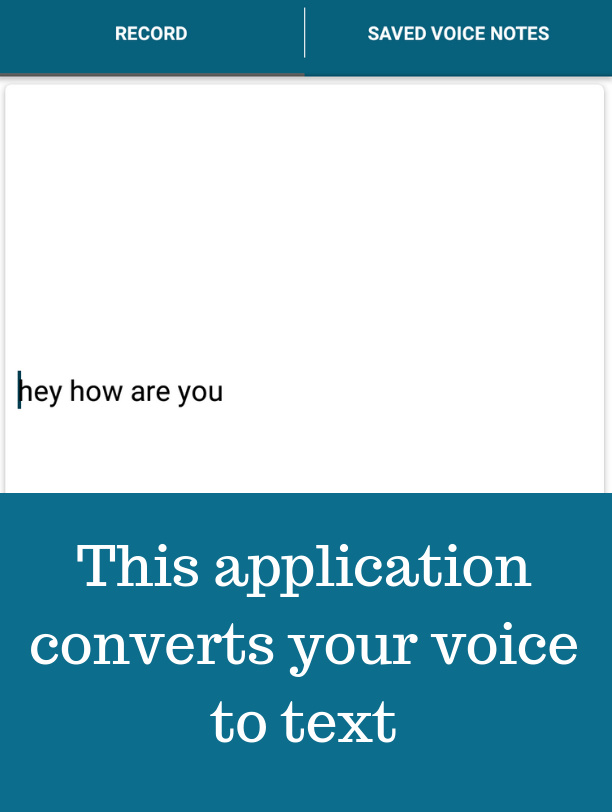 RECORD
SAVED VOICE NOTES
hey how are you
This application
converts your voice
to text